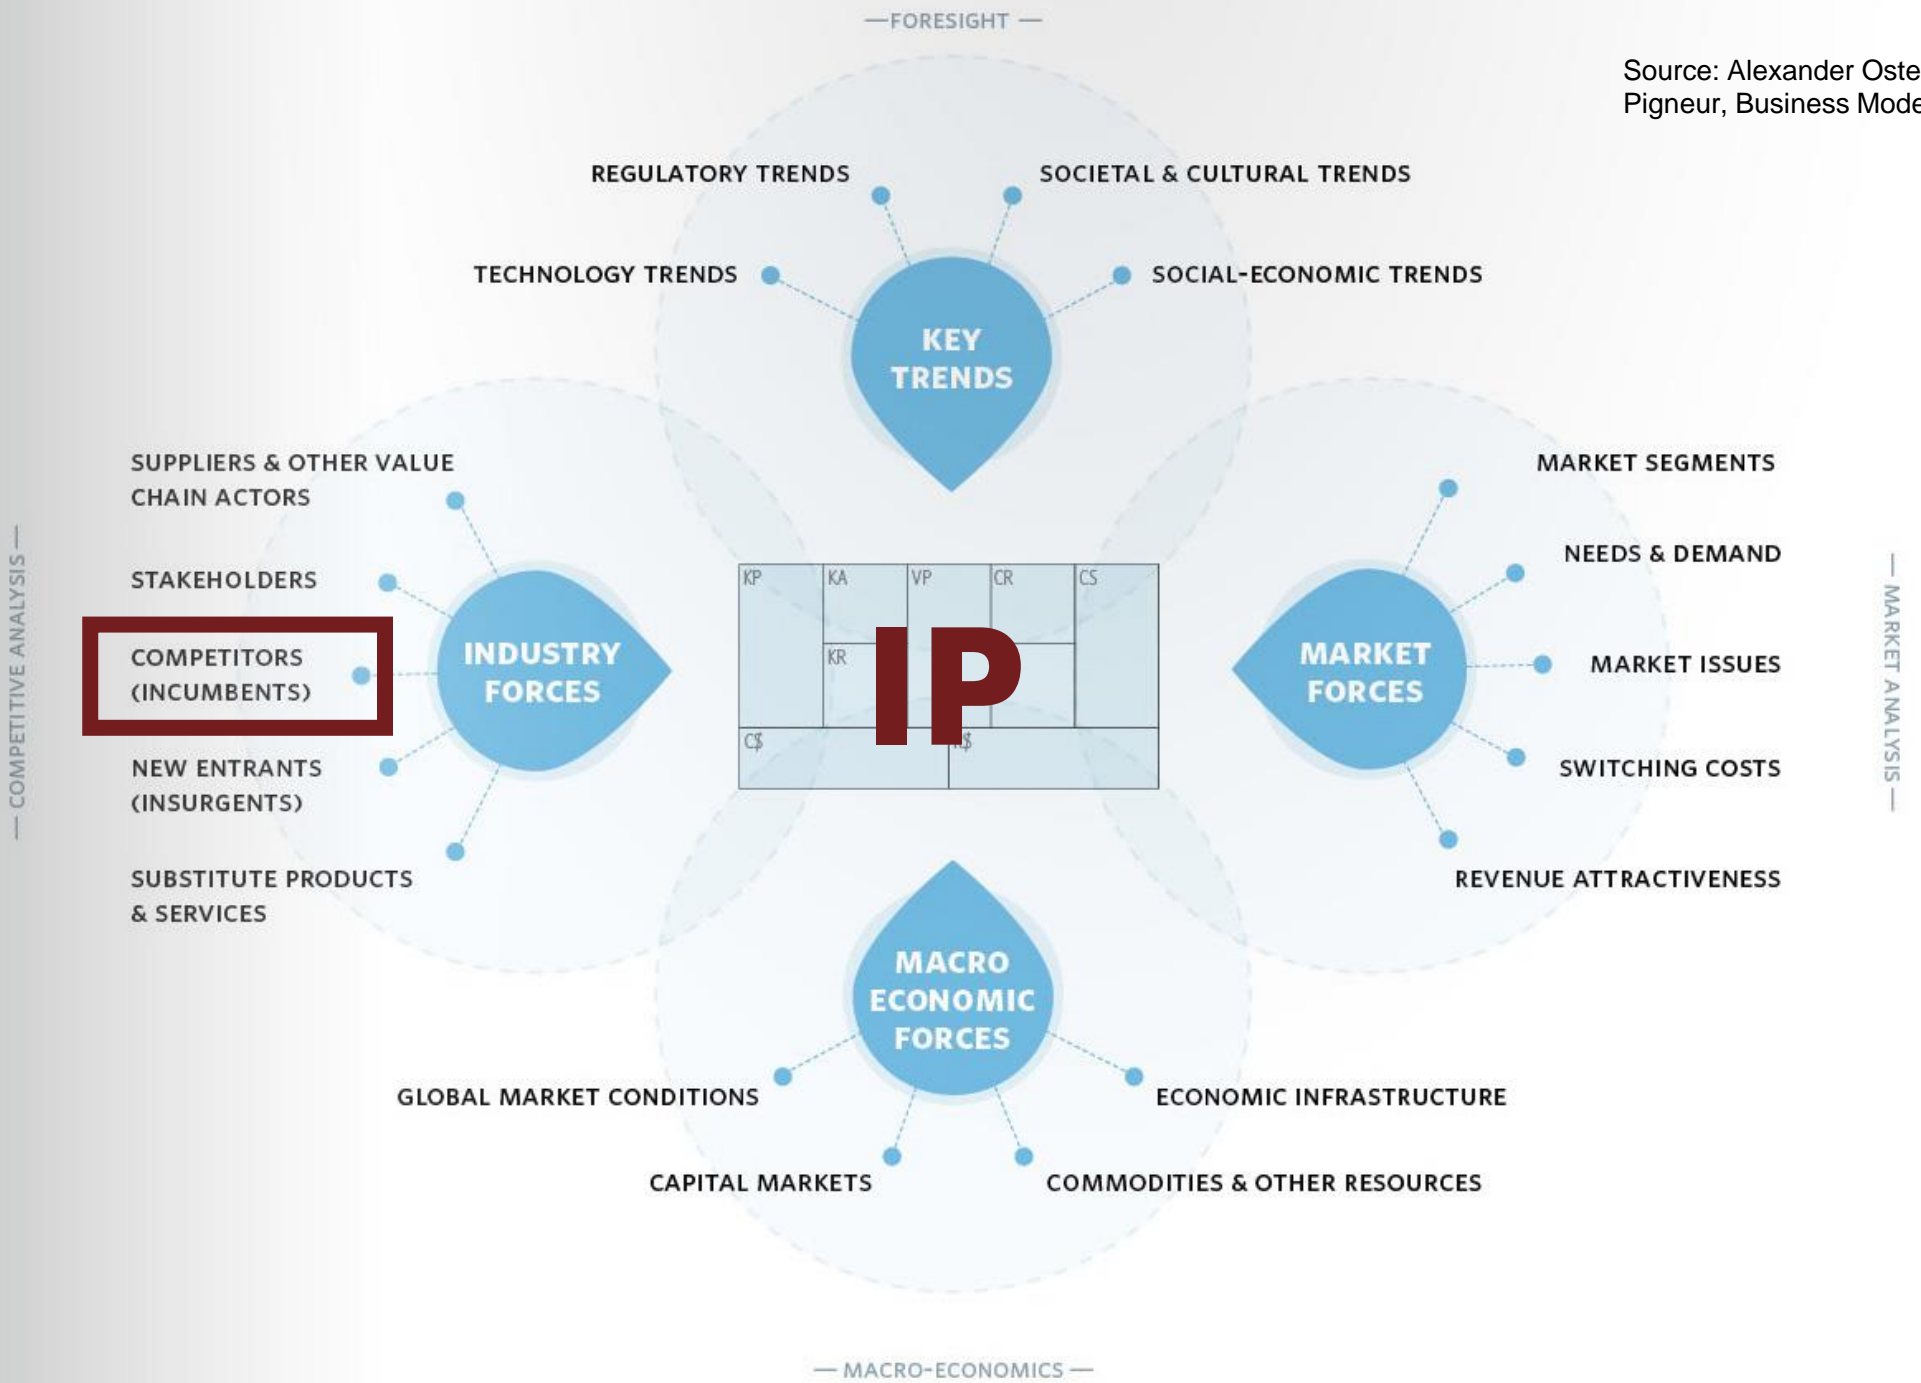 —FORESIGHT—
Source: Alexander Oste
Pigneur, Business Mode
REGULATORY TRENDS
SOCIETAL & CULTURAL TRENDS
TECHNOLOGY TRENDS
SOCIAL-ECONOMIC TRENDS
KEY
TRENDS
— COMPETITIVE ANALYSIS —
SUPPLIERS & OTHER VALUE
CHAIN ACTORS
STAKEHOLDERS
COMPETITORS
(INCUMBENTS)
NEW ENTRANTS
(INSURGENTS)
SUBSTITUTE PRODUCTS
& SERVICES
INDUSTRY
FORCES
KP
KA
VP
CR
CS
KR
IP
C$
MARKET
FORCES
MARKET SEGMENTS
NEEDS & DEMAND
MARKET ISSUES
SWITCHING COSTS
REVENUE ATTRACTIVENESS
— MARKET ANALYSIS —
MACRO
ECONOMIC
FORCES
GLOBAL MARKET CONDITIONS
ECONOMIC INFRASTRUCTURE
CAPITAL MARKETS
COMMODITIES & OTHER RESOURCES
— MACRO-ECONOMICS —